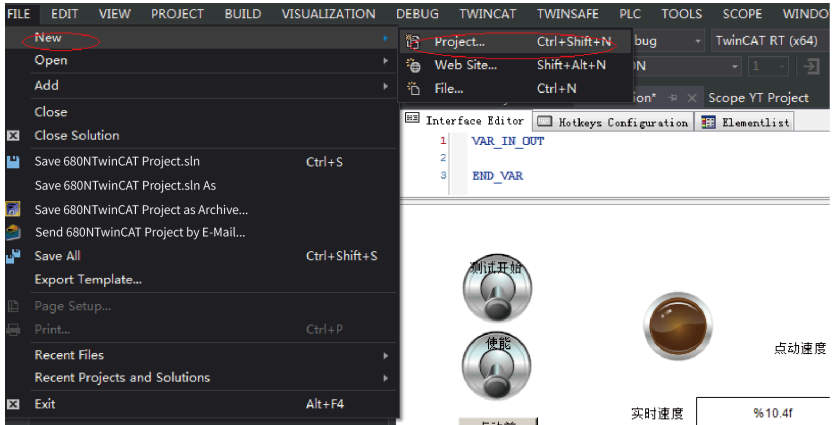 FILE EDIT VIEW PROJECT BUILD VISUALIZATION DEBUG TWINCAT TWINSAFE PLC TOOLS SCOPE WINDO
New
Project... Ctrl+Shift+N
bug TwinCAT RT (x64)
Open
Web Site... Shift+Alt+N
N 1
Add
File... Ctrl+N
ion* Scope YT Project
Close
Interface Editor Hotkeys Configuration Elementlist
Close Solution
1 VAR_IN_OUT
2
3 END_VAR
Save 680NTwinCAT Project.sln Ctrl+S
Save 680NTwinCAT Project.sln As
Save 680NTwinCAT Project as Archive...
Send 680NTwinCAT Project by E-Mail...
Save All Ctrl+Shift+S
Export Template...
Page Setup...
Print... Ctrl+P
Recent Files
Recent Projects and Solutions
Exit Alt+F4
测试开始
使能
点动速度
实时速度 %10.4f